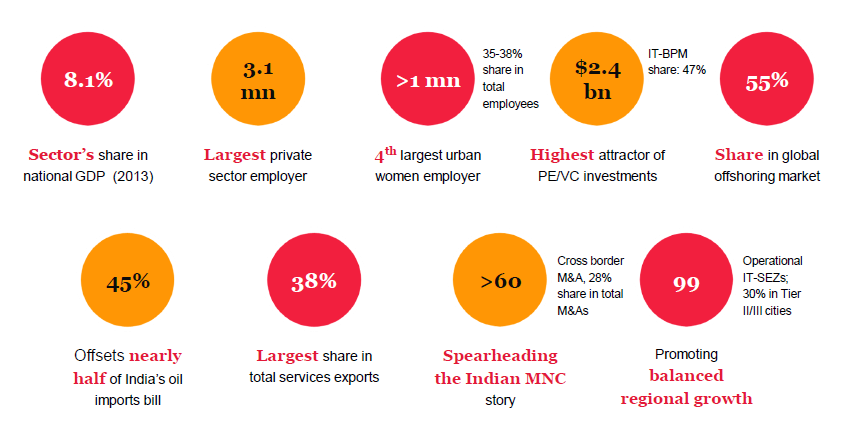 8.1%
Sector's share in
national GDP (2013)
3.1
mn
Largest private
sector employer
>1 mn
35-38%
share in
total
employees
4th largest urban
women employer
$2.4
bn
IT-BPM
share: 47%
Highest attractor of
PE/VC investments
55%
Share in global
offshoring market
45%
Offsets nearly
half of India's oil
imports bill
38%
Largest share in
total services exports
>60
Cross border
M&A, 28%
share in total
M&As
Spearheading
the Indian MNC
story
99
Operational
IT-SEZs;
30% in Tier
II/III cities
Promoting
balanced
regional growth